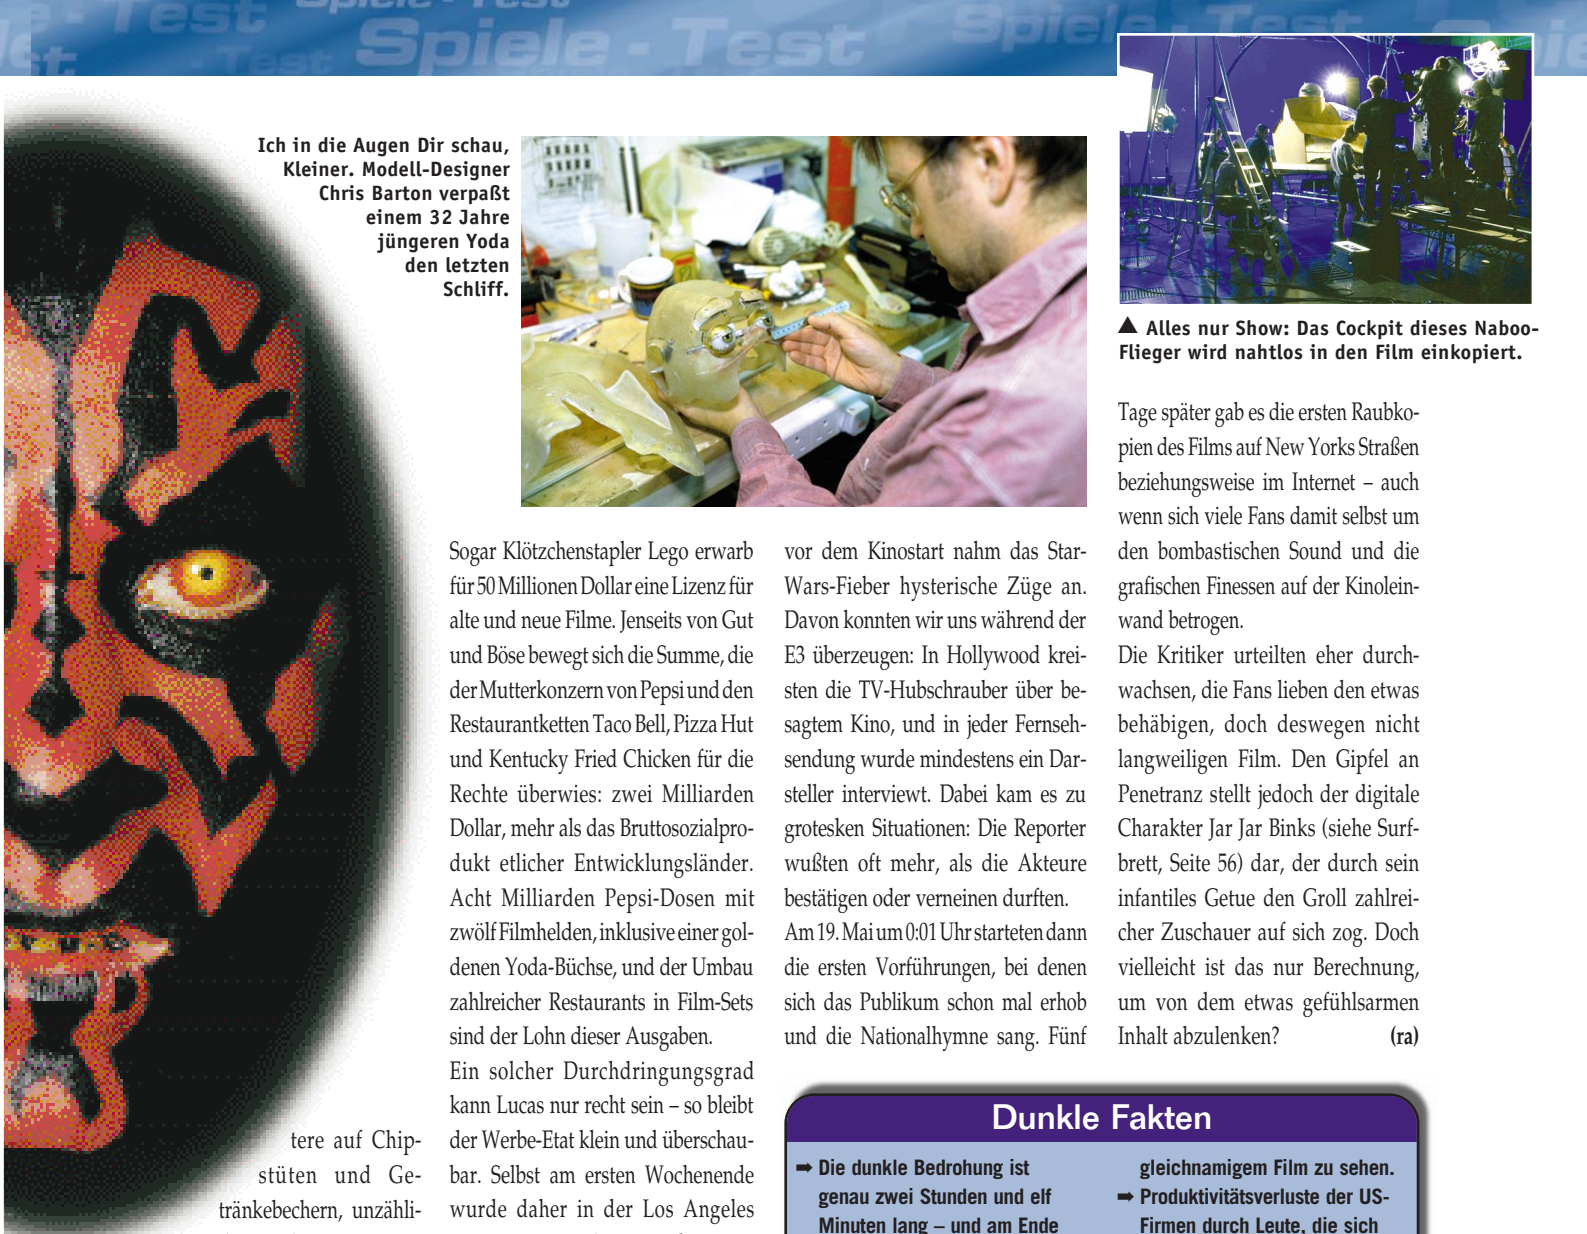 Spiele - Test
Spiele - Test
Spiele - Test
- Test
Ich in die Augen Dir schau,
Kleiner. Modell-Designer
Chris Barton verpaßt
einem 32 Jahre
jüngeren Yoda
den letzten
Schliff.
▲ Alles nur Show: Das Cockpit dieses Naboo-
Flieger wird nahtlos in den Film einkopiert.
tere auf Chip-
stüten und Ge-
tränkebechern, unzähli-
Sogar Klötzchenstapler Lego erwarb
für 50 Millionen Dollar eine Lizenz für
alte und neue Filme. Jenseits von Gut
und Böse bewegt sich die Summe, die
der Mutterkonzern von Pepsi und den
Restaurantketten Taco Bell, Pizza Hut
und Kentucky Fried Chicken für die
Rechte überwies: zwei Milliarden
Dollar, mehr als das Bruttosozialpro-
dukt etlicher Entwicklungsländer.
Acht Milliarden Pepsi-Dosen mit
zwölf Filmhelden, inklusive einer gol-
denen Yoda-Büchse, und der Umbau
zahlreicher Restaurants in Film-Sets
sind der Lohn dieser Ausgaben.
Ein solcher Durchdringungsgrad
kann Lucas nur recht sein – so bleibt
der Werbe-Etat klein und überschau-
bar. Selbst am ersten Wochenende
wurde daher in der Los Angeles
vor dem Kinostart nahm das Star-
Wars-Fieber hysterische Züge an.
Davon konnten wir uns während der
E3 überzeugen: In Hollywood krei-
sten die TV-Hubschrauber über be-
sagtem Kino, und in jeder Fernseh-
sendung wurde mindestens ein Dar-
steller interviewt. Dabei kam es zu
grotesken Situationen: Die Reporter
wußten oft mehr, als die Akteure
bestätigen oder verneinen durften.
Am 19. Mai um 0:01 Uhr starteten dann
die ersten Vorführungen, bei denen
sich das Publikum schon mal erhob
und die Nationalhymne sang. Fünf
Tage später gab es die ersten Raubko-
pien des Films auf New Yorks Straßen
beziehungsweise im Internet – auch
wenn sich viele Fans damit selbst um
den bombastischen Sound und die
grafischen Finessen auf der Kinolein-
wand betrogen.
Die Kritiker urteilten eher durch-
wachsen, die Fans lieben den etwas
behäbigen, doch deswegen nicht
langweiligen Film. Den Gipfel an
Penetranz stellt jedoch der digitale
Charakter Jar Jar Binks (siehe Surf-
brett, Seite 56) dar, der durch sein
infantiles Getue den Groll zahlrei-
cher Zuschauer auf sich zog. Doch
vielleicht ist das nur Berechnung,
um von dem etwas gefühlsarmen
Inhalt abzulenken? (ra)
Dunkle Fakten
➡ Die dunkle Bedrohung ist
genau zwei Stunden und elf
Minuten lang – und am Ende
gleichnamigem Film zu sehen.
➡ Produktivitätsverluste der US-
Firmen durch Leute, die sich